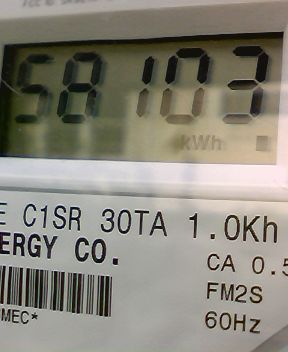 58103
kWh
E C1SR 30TA 1.0Kh
ERGY CO.
CA 0.5
FM2S
MEC*
60Hz